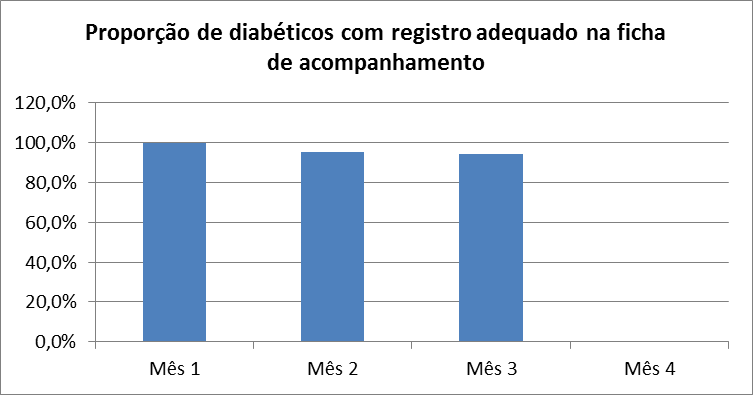 Proporção de diabéticos com registro adequado na ficha
de acompanhamento
120,0%
100,0%
80,0%
60,0%
40,0%
20,0%
0,0%
Mês 1 Mês 2 Mês 3 Mês 4